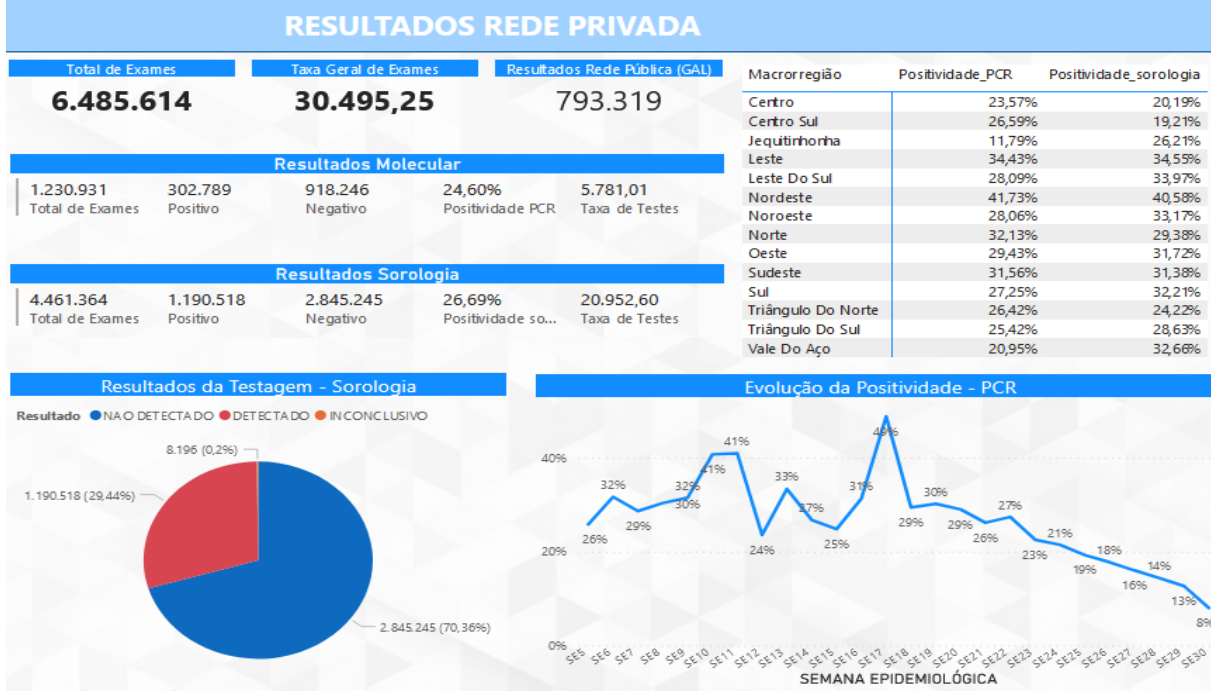 RESULTADOS REDE PRIVADA
Total de Exames
6.485.614
Taxa Geral de Exames
30.495,25
Resultados Rede Pública (GAL)
793.319
Resultados Molecular
1.230.931 302.789 918.246 24,60% 5.781,01
Total de Exames Positivo Negativo Positividade PCR Taxa de Testes
Resultados Sorologia
4.461.364 1.190.518 2.845.245 26,69% 20.952,60
Total de Exames Positivo Negativo Positividade so... Taxa de Testes
Macrorregião Positividade_PCR Positividade_sorologia
Centro 23,57% 20,19%
Centro Sul 26,59% 19,21%
Jequitinhonha 11,79% 26,21%
Leste 34,43% 34,55%
Leste Do Sul 28,09% 33,97%
Nordeste 41,73% 40,58%
Noroeste 28,06% 33,17%
Norte 32,13% 29,38%
Oeste 29,43% 31,72%
Sudeste 31,56% 31,38%
Sul 27,25% 32,21%
Triângulo Do Norte 26,42% 24,22%
Triângulo Do Sul 25,42% 28,63%
Vale Do Aço 20,95% 32,66%
Resultados da Testagem - Sorologia
Resultado NAO DETECTADO DETECTADO INCONCLUSIVO
8.196 (0,2%)
1.190.518 (29,44%)
2.845.245 (70,36%)
Evolução da Positividade - PCR
40%
20%
0%
26% 32% 29% 30% 32% 41% 41% 24% 33% 27% 25% 31% 49% 29% 30% 29% 26% 27% 23% 21% 19% 18% 16% 14% 13% 8%
SE5 SE6 SE7 SE8 SE9 SE10 SE11 SE12 SE13 SE14 SE15 SE16 SE17 SE18 SE19 SE20 SE21 SE22 SE23 SE24 SE25 SE26 SE27 SE28 SE29 SE30
SEMANA EPIDEMIOLÓGICA